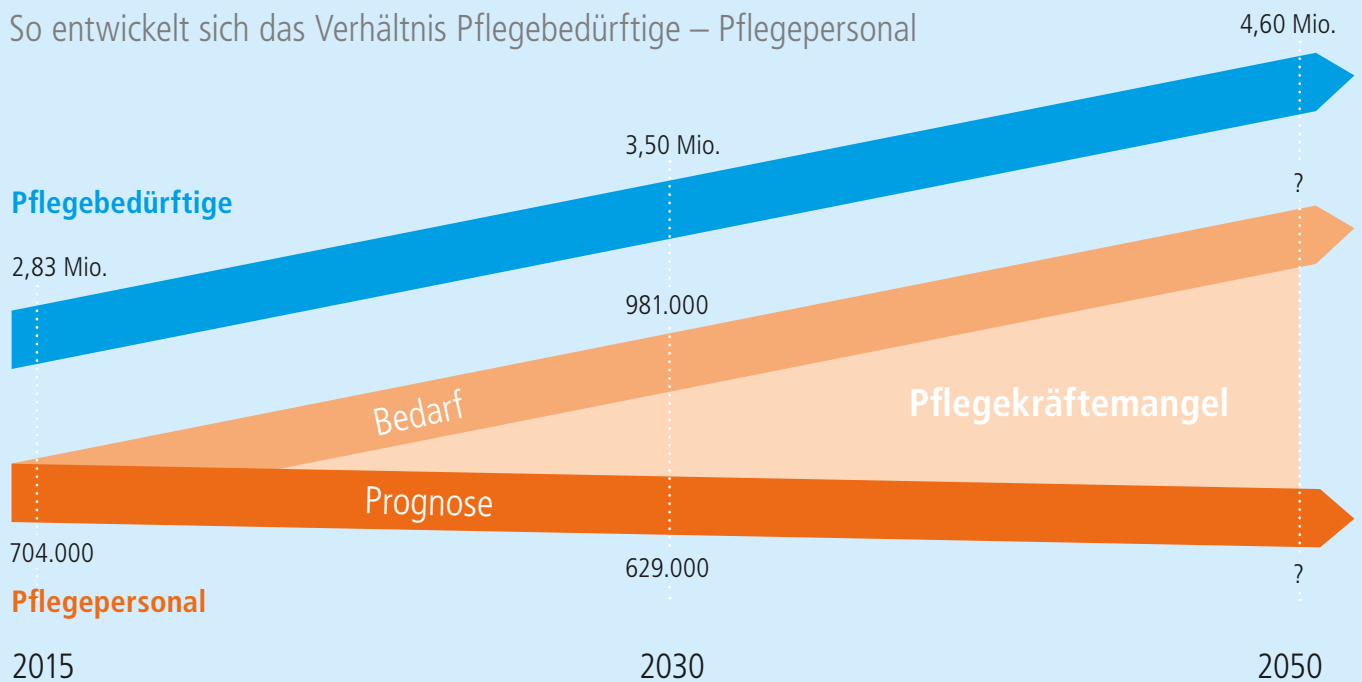 So entwickelt sich das Verhältnis Pflegebedürftige – Pflegepersonal
4,60 Mio.
3,50 Mio.
Pflegebedürftige
?
2,83 Mio.
981.000
Bedarf
Pflegekräftemangel
Prognose
704.000
629.000
?
Pflegepersonal
2015
2030
2050